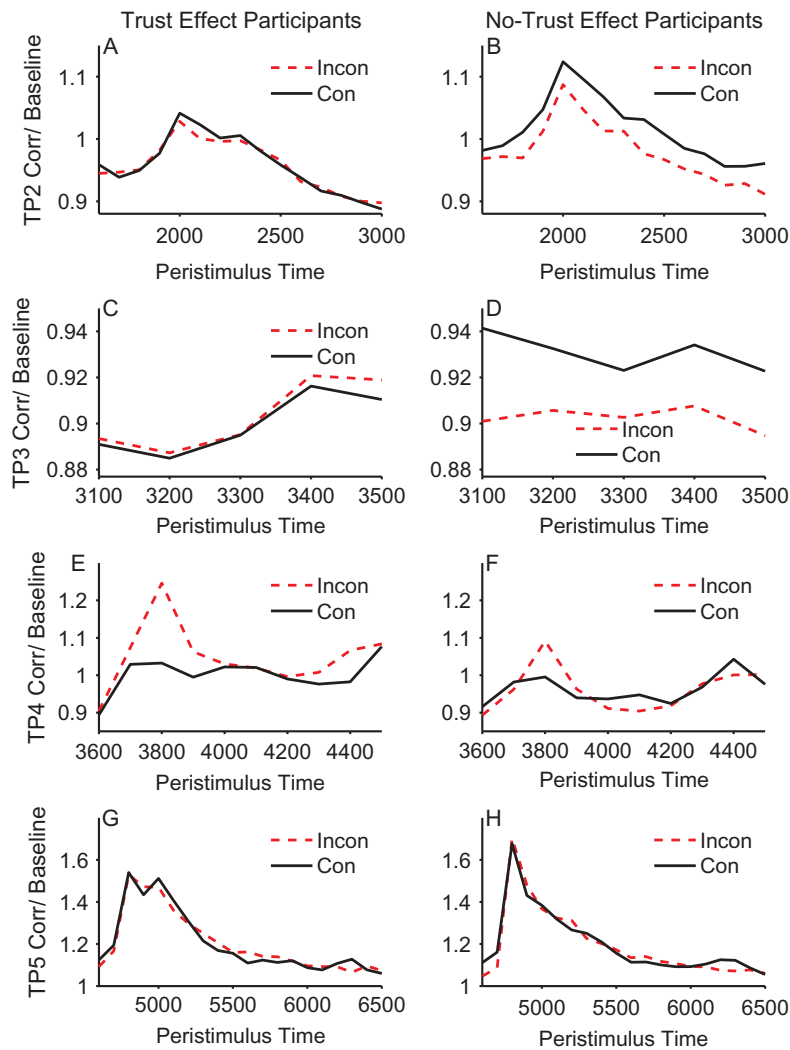 Trust Effect Participants
No-Trust Effect Participants
A
TP2 Corr/ Baseline
1.1
1
0.9
Incon
Con
2000
2500
3000
Peristimulus Time
B
1.1
1
0.9
Incon
Con
2000
2500
3000
Peristimulus Time
C
TP3 Corr/ Baseline
0.94
0.92
0.9
0.88
Incon
Con
3100
3200
3300
3400
3500
Peristimulus Time
D
0.94
0.92
0.9
0.88
Incon
Con
3100
3200
3300
3400
3500
Peristimulus Time
E
TP4 Corr/ Baseline
1.2
1.1
1
0.9
Incon
Con
3600
3800
4000
4200
4400
Peristimulus Time
F
1.2
1.1
1
0.9
Incon
Con
3600
3800
4000
4200
4400
Peristimulus Time
G
TP5 Corr/ Baseline
1.6
1.4
1.2
1
Incon
Con
5000
5500
6000
6500
Peristimulus Time
H
1.6
1.4
1.2
1
Incon
Con
5000
5500
6000
6500
Peristimulus Time